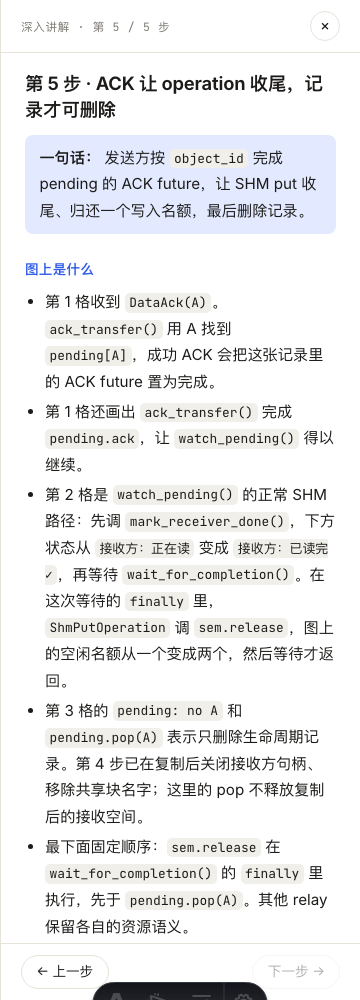 深入讲解 · 第 5 / 5 步
×
第 5 步 · ACK 让 operation 收尾，记
录才可删除
一句话： 发送方按 object_id 完成
pending 的 ACK future，让 SHM put 收
尾、归还一个写入名额，最后删除记录。
图上是什么
• 第 1 格收到 DataAck(A) 。
ack_transfer() 用 A 找到
pending[A] ，成功 ACK 会把这张记录里
的 ACK future 置为完成。
• 第 1 格还画出 ack_transfer() 完成
pending.ack ，让 watch_pending() 得以
继续。
• 第 2 格是 watch_pending() 的正常 SHM
路径：先调 mark_receiver_done() ，下方
状态从 接收方：正在读 变成 接收方：已读完
✓ ，再等待 wait_for_completion() 。在
这次等待的 finally 里，
ShmPutOperation 调 sem.release ，图上
的空闲名额从一个变成两个，然后等待才返
回。
• 第 3 格的 pending: no A 和
pending.pop(A) 表示只删除生命周期记
录。第 4 步已在复制后关闭接收方句柄、
移除共享块名字；这里的 pop 不释放复制
后的接收空间。
• 最下面固定顺序： sem.release 在
wait_for_completion() 的 finally 里
执行，先于 pending.pop(A) 。其他 relay
保留各自的资源语义。
← 上一步
下一步 →